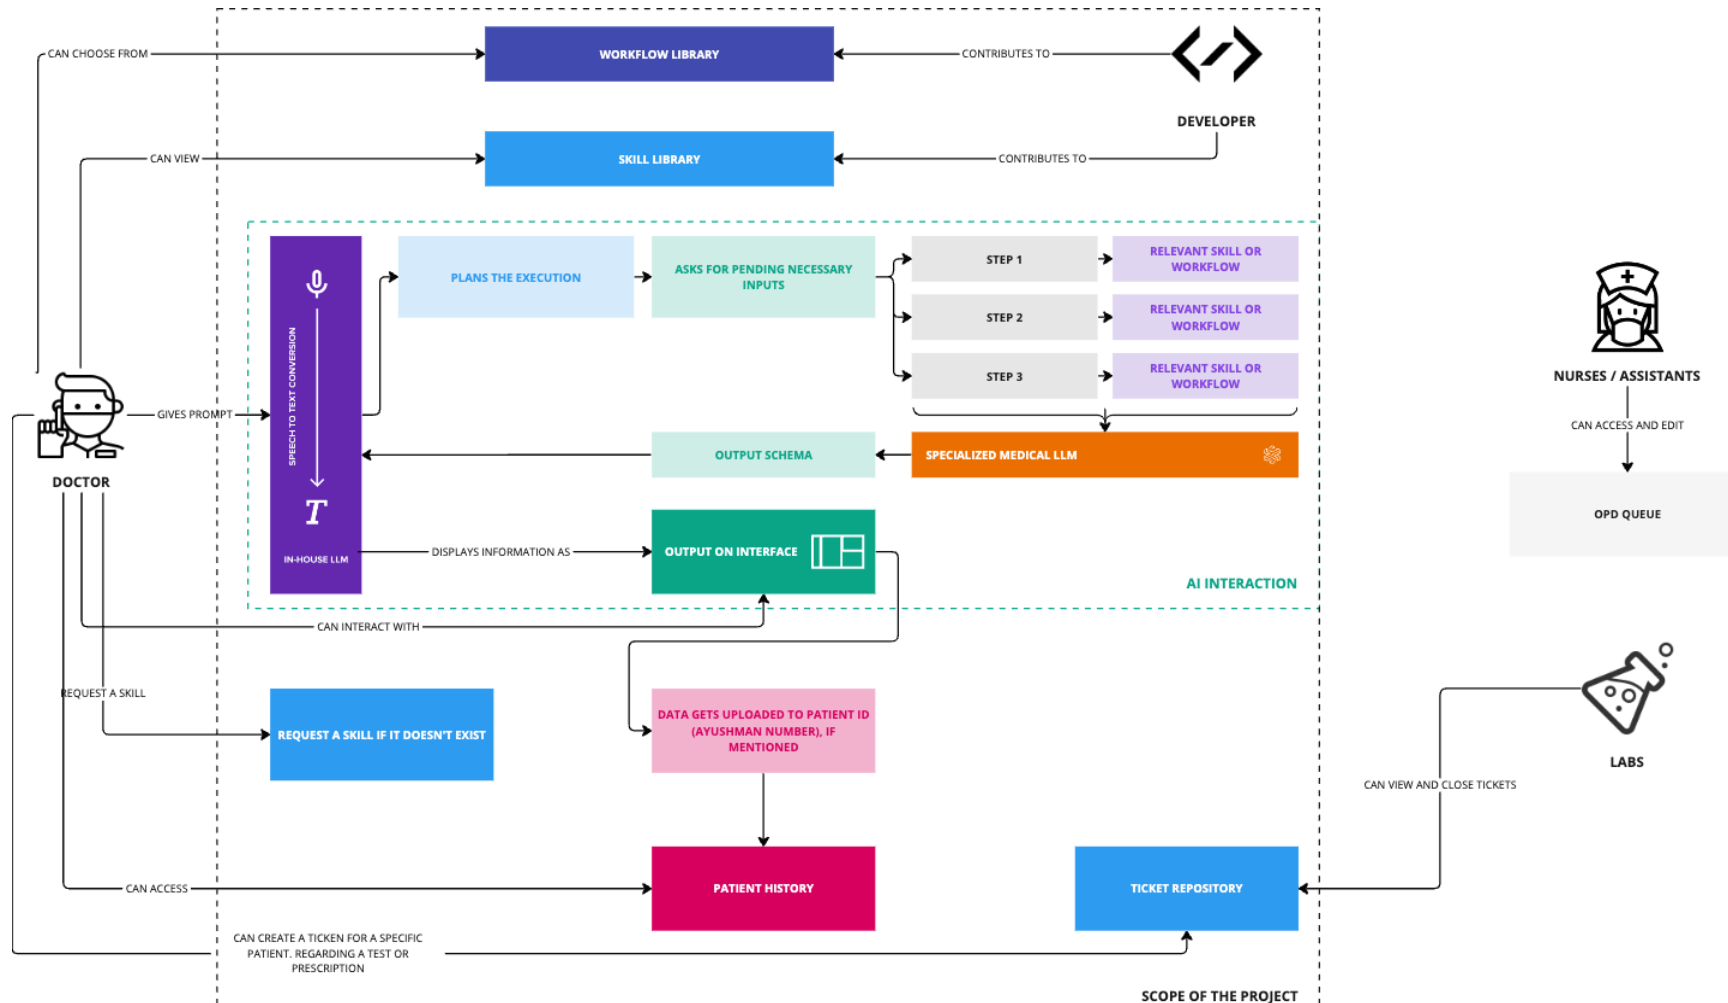 CAN CHOOSE FROM
WORKFLOW LIBRARY
CONTRIBUTES TO
DEVELOPER
CAN VIEW
SKILL LIBRARY
CONTRIBUTES TO
SPEECH TO TEXT CONVERSION
T
IN-HOUSE LLM
PLANS THE EXECUTION
ASKS FOR PENDING NECESSARY
INPUTS
STEP 1
RELEVANT SKILL OR
WORKFLOW
STEP 2
RELEVANT SKILL OR
WORKFLOW
STEP 3
RELEVANT SKILL OR
WORKFLOW
NURSES / ASSISTANTS
CAN ACCESS AND EDIT
OPD QUEUE
GIVES PROMPT
DOCTOR
OUTPUT SCHEMA
SPECIALIZED MEDICAL LLM
DISPLAYS INFORMATION AS
OUTPUT ON INTERFACE
AI INTERACTION
CAN INTERACT WITH
REQUEST A SKILL
REQUEST A SKILL IF IT DOESN'T EXIST
DATA GETS UPLOADED TO PATIENT ID
(AYUSHMAN NUMBER), IF
MENTIONED
LABS
CAN VIEW AND CLOSE TICKETS
CAN ACCESS
PATIENT HISTORY
TICKET REPOSITORY
CAN CREATE A TICKEN FOR A SPECIFIC
PATIENT. REGARDING A TEST OR
PRESCRIPTION
SCOPE OF THE PROJECT